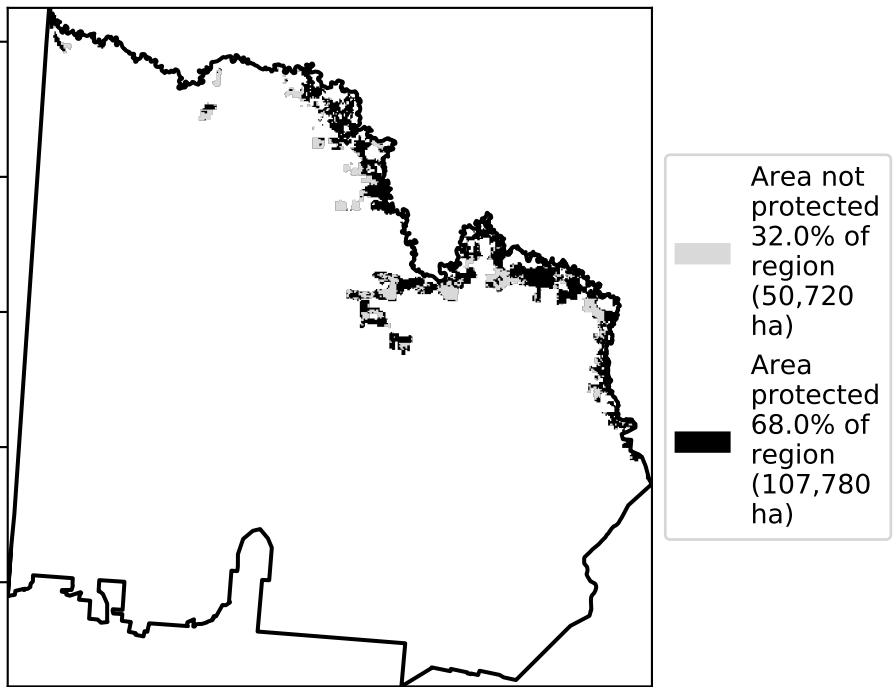 Area not
protected
32.0% of
region
(50,720
ha)
Area
protected
68.0% of
region
(107,780
ha)